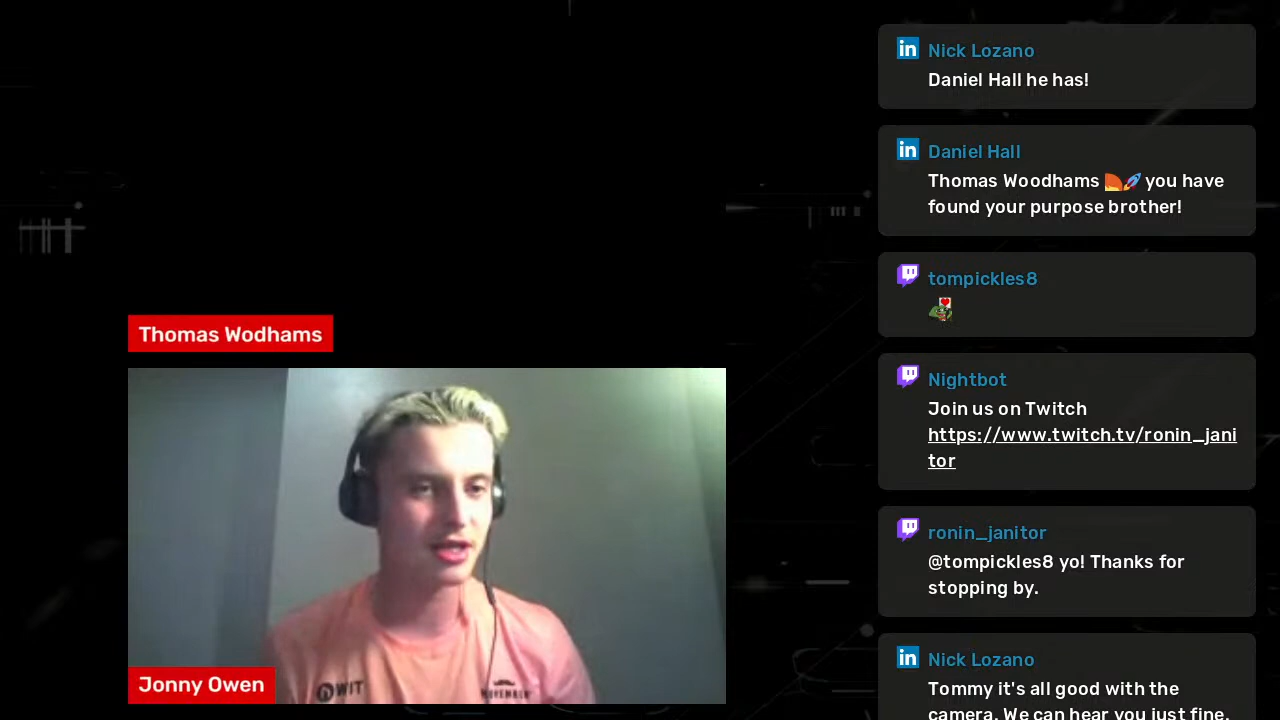 Thomas Wodhams
Jonny Owen
WIT
MOVEMBER
Nick Lozano
Daniel Hall he has!
Daniel Hall
Thomas Woodhams you have
found your purpose brother!
tompickles8
Nightbot
Join us on Twitch
https://www.twitch.tv/ronin_jani
tor
ronin_janitor
@tompickles8 yo! Thanks for
stopping by.
Nick Lozano
Tommy it's all good with the
camera. We can hear you just fine.